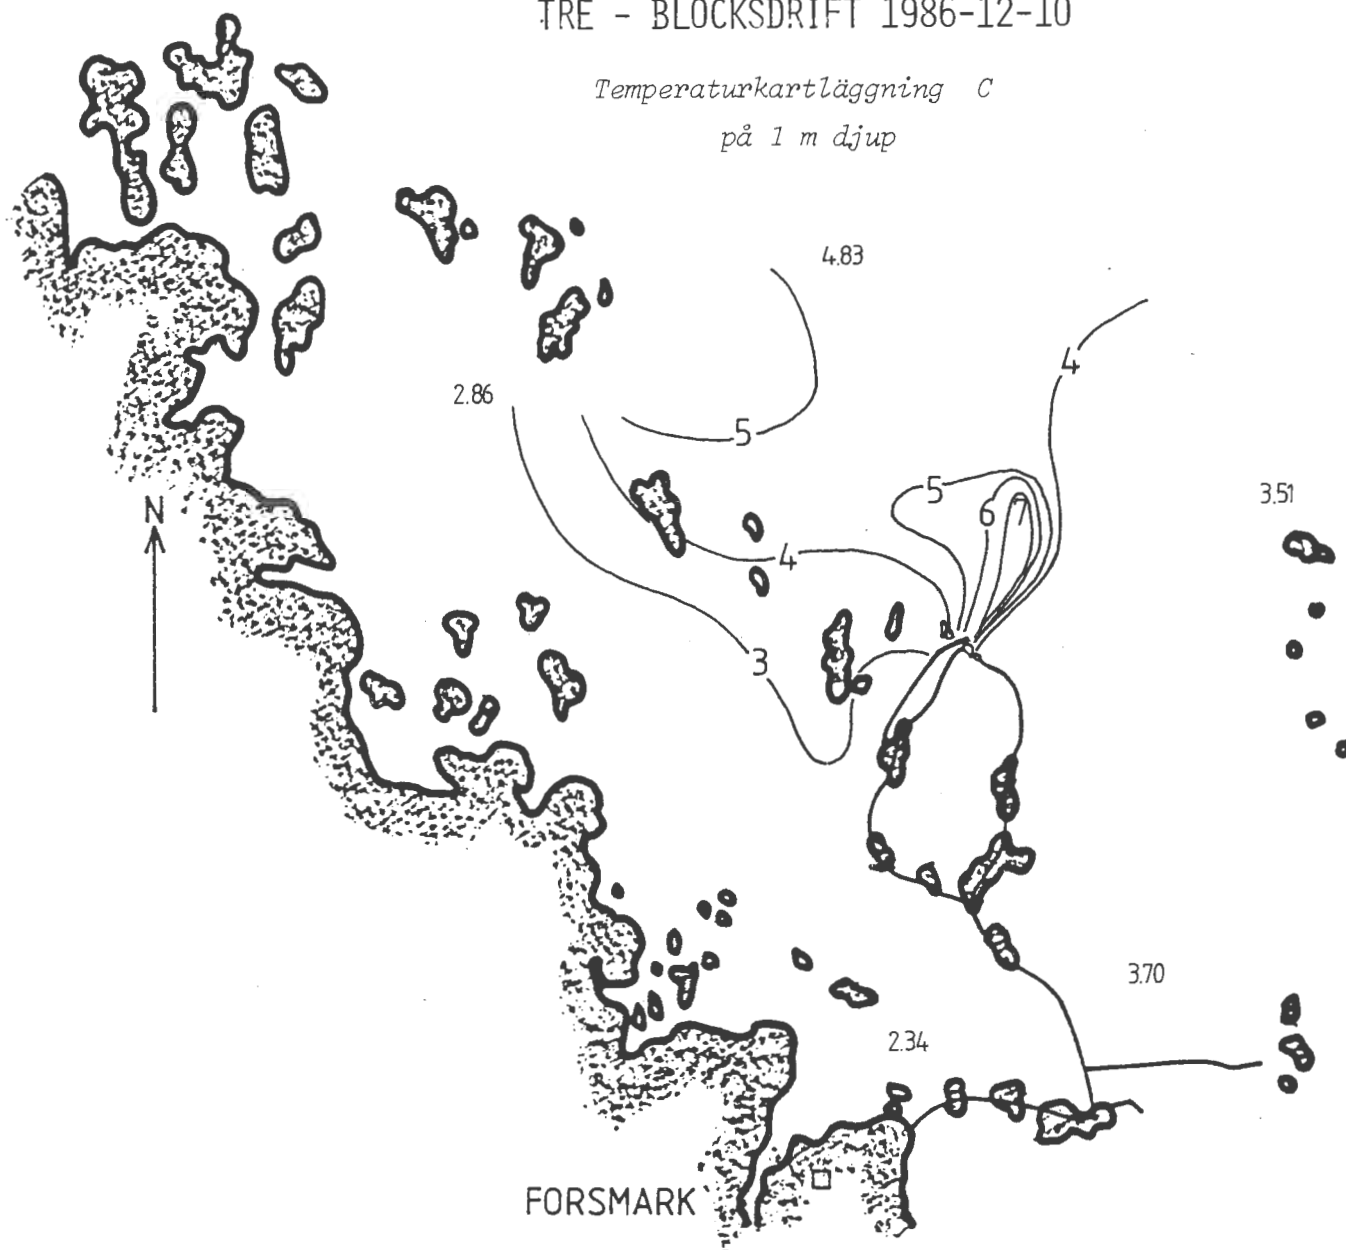 TRE - BLOCKSDRIFT 1986-12-10
Temperaturkartläggning C
på 1 m djup
4.83
4
2.86
5
5
3.51
N
6
4
3
3.70
2.34
FORSMARK